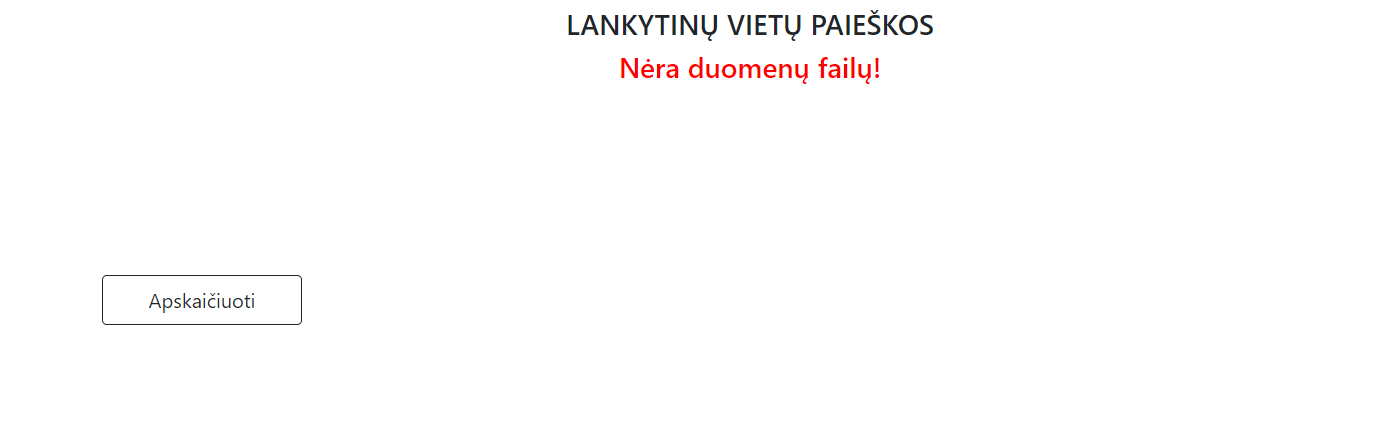 LANKYTINŲ VIETŲ PAIEŠKOS
Nėra duomenų failų!
Apskaičiuoti